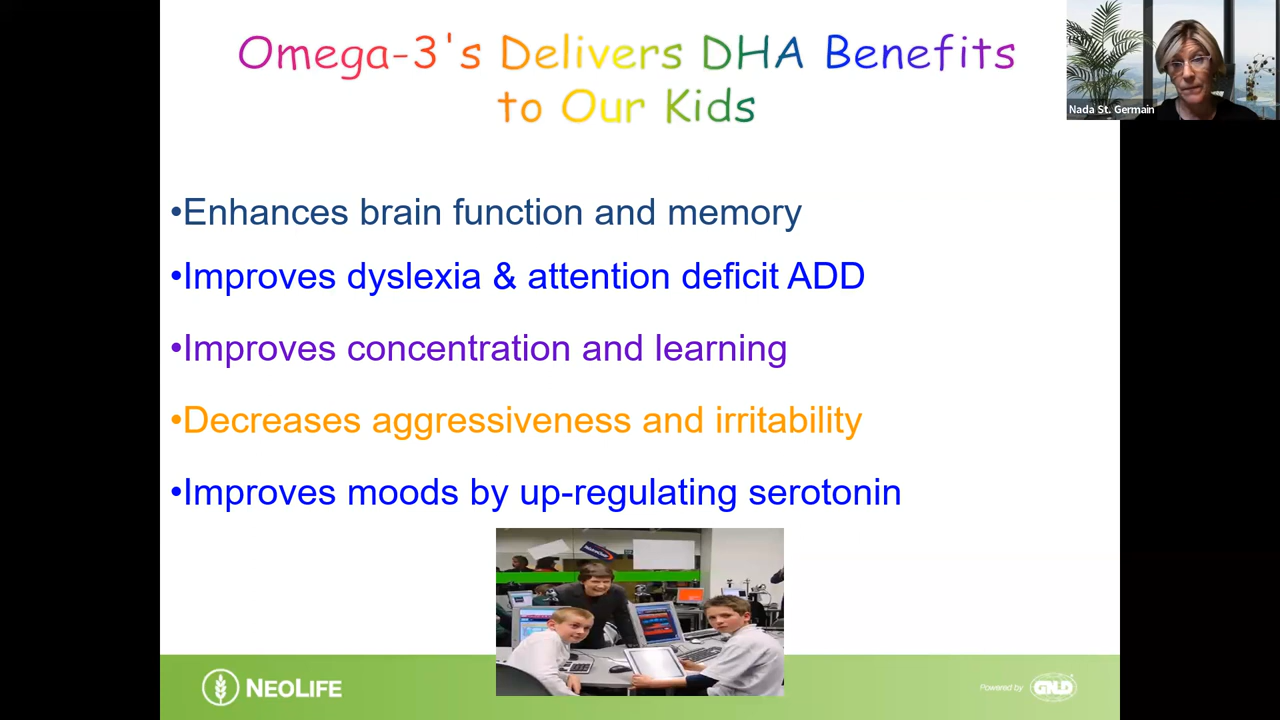 Omega-3's Delivers DHA Benefits
to Our Kids
Nada St. Germain
•Enhances brain function and memory
•Improves dyslexia & attention deficit ADD
•Improves concentration and learning
•Decreases aggressiveness and irritability
•Improves moods by up-regulating serotonin
NEOLIFE
Powered by GNLD